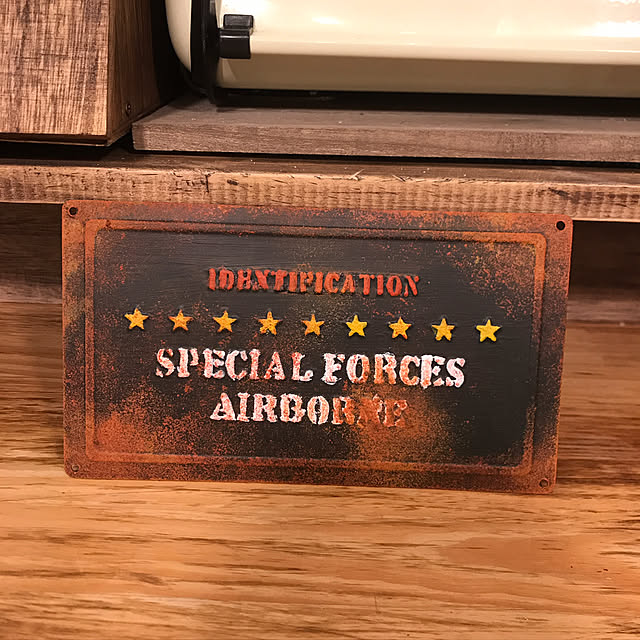 IDENTIFICATION
SPECIAL FORCES
AIRBORNE